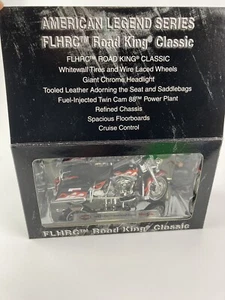 AMERICAN LEGEND SERIES
FLHRC™ Road King® Classic
FLHRC™ ROAD KING® CLASSIC
Whitewall Tires and Wire Laced Wheels
Giant Chrome Headlight
Tooled Leather Adorning the Seat and Saddlebags
Fuel-Injected Twin Cam 88™ Power Plant
Refined Chassis
Spacious Floorboards
Cruise Control
FLHRC™ Road King® Classic